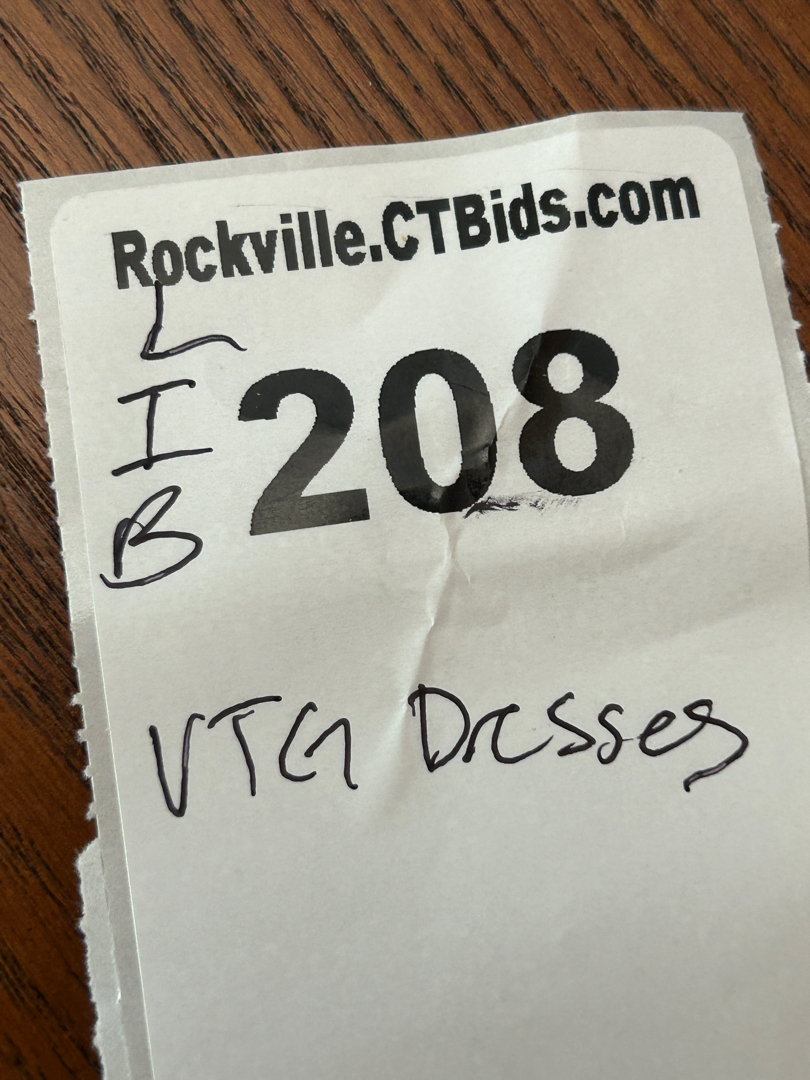 Rockville.CTBids.com
L
I
B
208
VTG Dresses